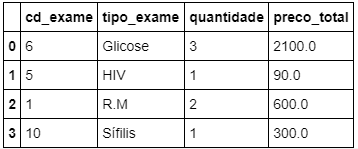 cd_exame tipo_exame quantidade preco_total
0 6 Glicose 3 2100.0
1 5 HIV 1 90.0
2 1 R.M 2 600.0
3 10 Sífilis 1 300.0